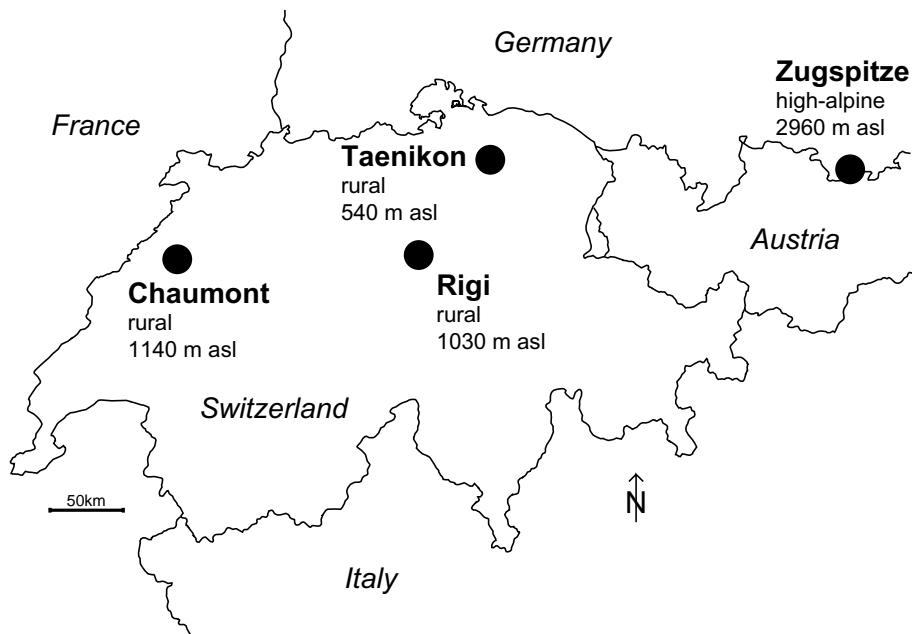 Germany
Zugspitze
high-alpine
2960 m asl
France
Taenikon
rural
540 m asl
Austria
Chaumont
rural
1140 m asl
Rigi
rural
1030 m asl
Switzerland
50km
N
Italy